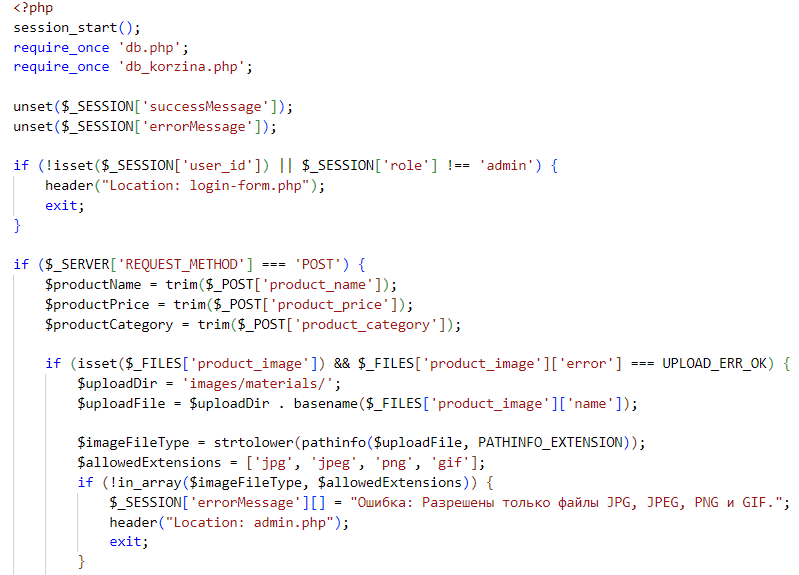 <?php
session_start();
require_once 'db.php';
require_once 'db_korzina.php';

unset($_SESSION['successMessage']);
unset($_SESSION['errorMessage']);

if (!isset($_SESSION['user_id']) || $_SESSION['role'] !== 'admin') {
    header("Location: login-form.php");
    exit;
}

if ($_SERVER['REQUEST_METHOD'] === 'POST') {
    $productName = trim($_POST['product_name']);
    $productPrice = trim($_POST['product_price']);
    $productCategory = trim($_POST['product_category']);

    if (isset($_FILES['product_image']) && $_FILES['product_image']['error'] === UPLOAD_ERR_OK) {
        $uploadDir = 'images/materials/';
        $uploadFile = $uploadDir . basename($_FILES['product_image']['name']);

        $imageFileType = strtolower(pathinfo($uploadFile, PATHINFO_EXTENSION));
        $allowedExtensions = ['jpg', 'jpeg', 'png', 'gif'];
        if (!in_array($imageFileType, $allowedExtensions)) {
            $_SESSION['errorMessage'][] = "Ошибка: Разрешены только файлы JPG, JPEG, PNG и GIF.";
            header("Location: admin.php");
            exit;
        }